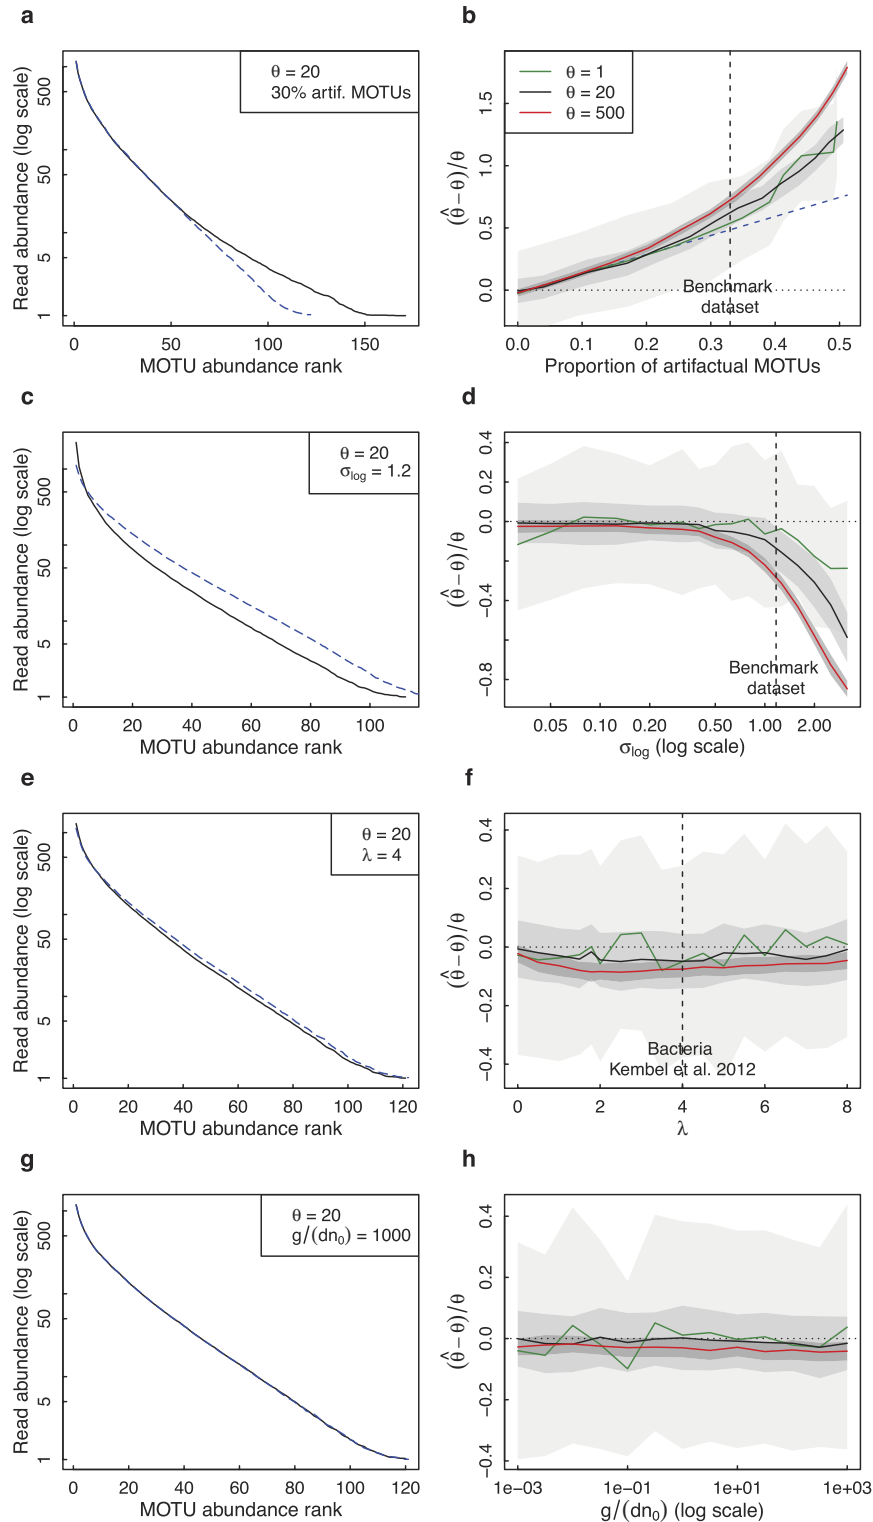 a
Read abundance (log scale)
500
50
5
1
θ = 20
30% artif. MOTUs
0
50
100
150
MOTU abundance rank
b
(θ̂−θ)/θ
1.5
1.0
0.5
0.0
θ = 1
θ = 20
θ = 500
Benchmark
dataset
0.0
0.1
0.2
0.3
0.4
0.5
Proportion of artifactual MOTUs
c
Read abundance (log scale)
500
50
5
1
θ = 20
σlog = 1.2
0
20
40
60
80
100
MOTU abundance rank
d
(θ̂−θ)/θ
0.4
0.0
−0.4
−0.8
Benchmark
dataset
0.05
0.10
0.20
0.50
1.00
2.00
σlog (log scale)
e
Read abundance (log scale)
500
50
5
1
θ = 20
λ = 4
0
20
40
60
80
100
120
MOTU abundance rank
f
(θ̂−θ)/θ
0.4
0.2
0.0
−0.2
−0.4
Bacteria
Kembel et al. 2012
0
2
4
6
8
λ
g
Read abundance (log scale)
500
50
5
1
θ = 20
g/(dn₀) = 1000
0
20
40
60
80
100
120
MOTU abundance rank
h
(θ̂−θ)/θ
0.4
0.2
0.0
−0.2
−0.4
1e−03
1e−01
1e+01
1e+03
g/(dn₀) (log scale)